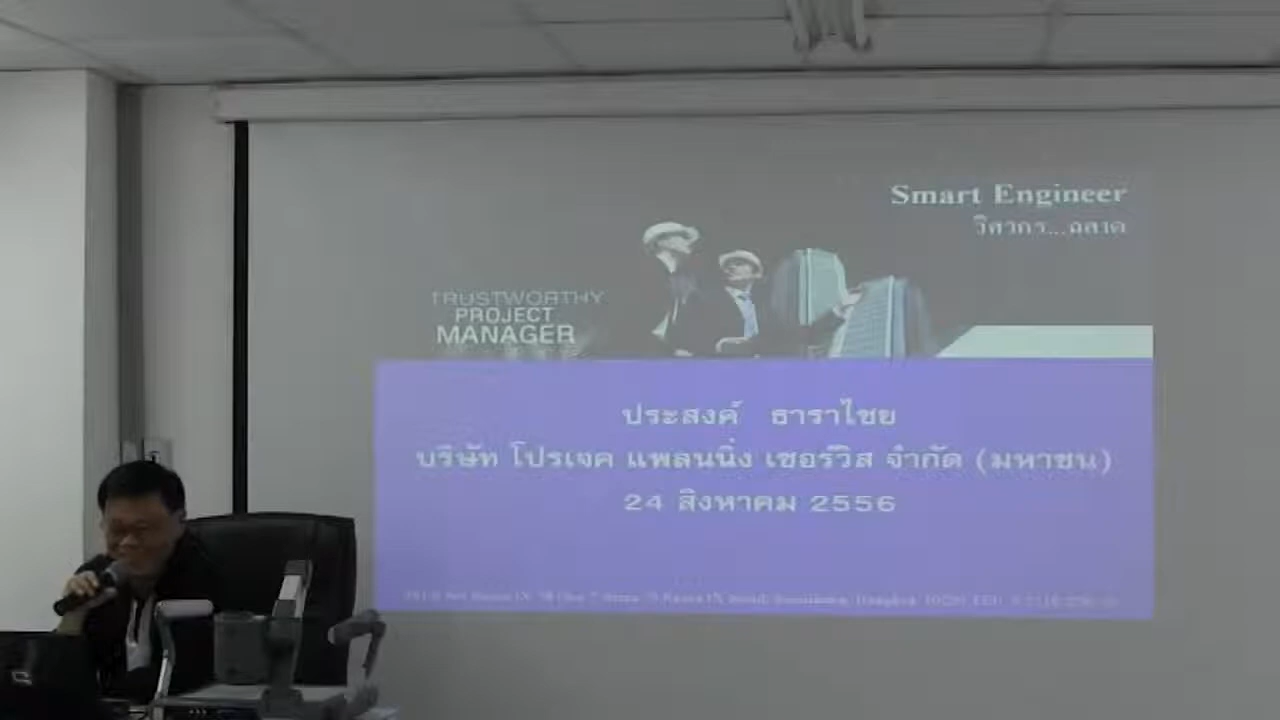 Smart Engineer
วิศวกร...ฉลาด
TRUSTWORTHY
PROJECT
MANAGER
ประสงค์ ธาราไชย
บริษัท โปรเจค แพลนนิ่ง เซอร์วิส จำกัด (มหาชน)
24 สิงหาคม 2556